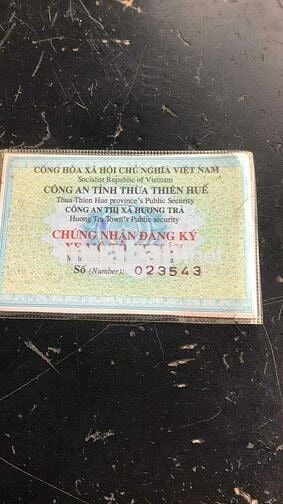 CỘNG HÒA XÃ HỘI CHỦ NGHĨA VIỆT NAM
Socialist Republic of Vietnam
CÔNG AN TỈNH THỪA THIÊN HUẾ
Thua Thien Hue province's Public Security
CÔNG AN THỊ XÃ HƯƠNG TRÀ
Huong Tra Town's Public security
CHỨNG NHẬN ĐĂNG KÝ
Số (Number): 023543